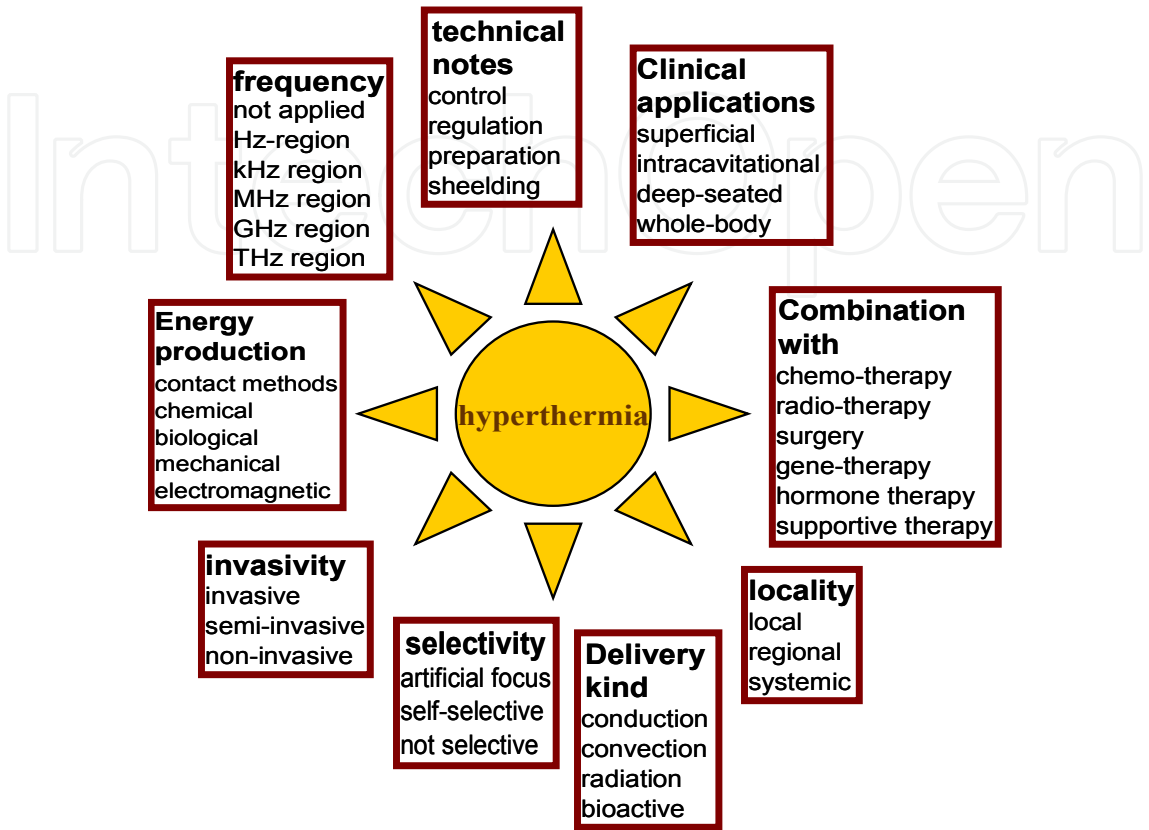 technical
notes
control
regulation
preparation
sheelding
Clinical
applications
superficial
intracavitational
deep-seated
whole-body
Combination
with
chemo-therapy
radio-therapy
surgery
gene-therapy
hormone therapy
supportive therapy
locality
local
regional
systemic
Delivery
kind
conduction
convection
radiation
bioactive
selectivity
artificial focus
self-selective
not selective
invasivity
invasive
semi-invasive
non-invasive
Energy
production
contact methods
chemical
biological
mechanical
electromagnetic
frequency
not applied
Hz-region
kHz region
MHz region
GHz region
THz region
hyperthermia
IntechOpen